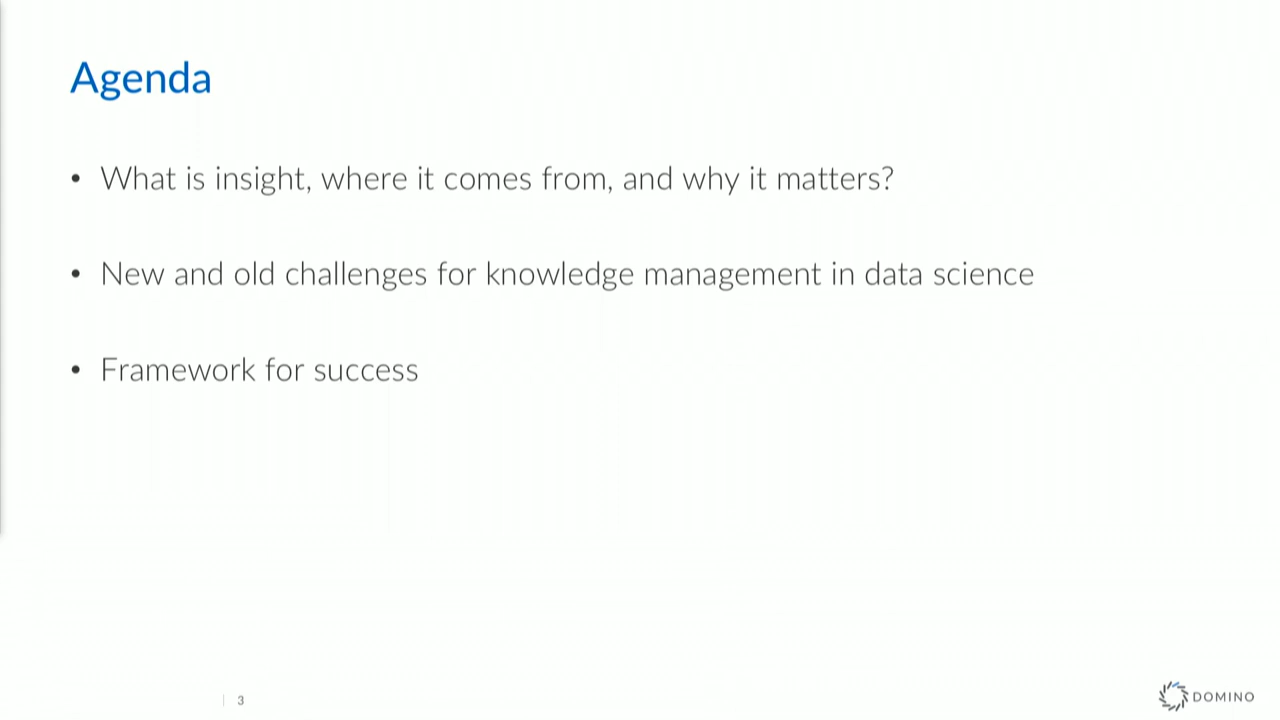 Agenda
• What is insight, where it comes from, and why it matters?
• New and old challenges for knowledge management in data science
• Framework for success
3
DOMINO